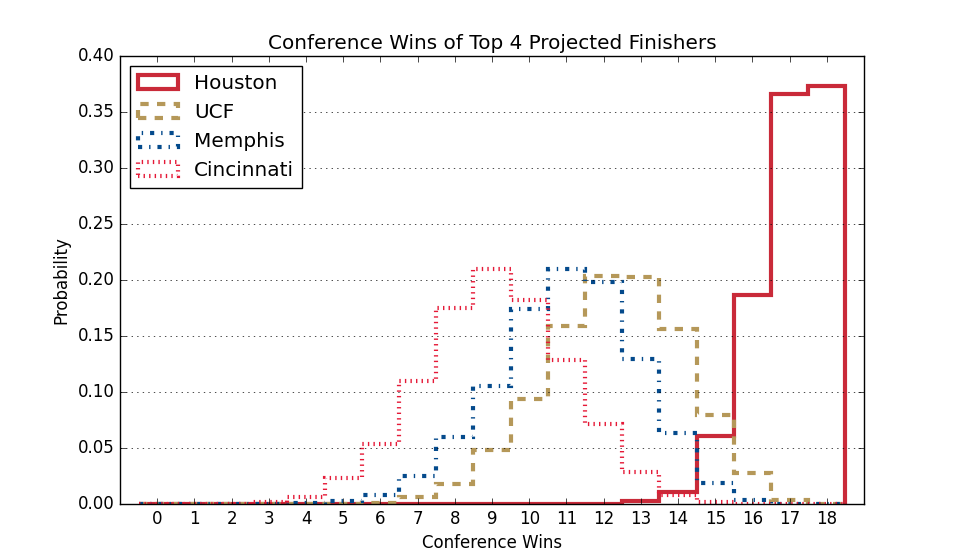 Conference Wins of Top 4 Projected Finishers
0.40
0.35
0.30
0.25
0.20
0.15
0.10
0.05
0.00
Probability
Houston
UCF
Memphis
Cincinnati
0 1 2 3 4 5 6 7 8 9 10 11 12 13 14 15 16 17 18
Conference Wins